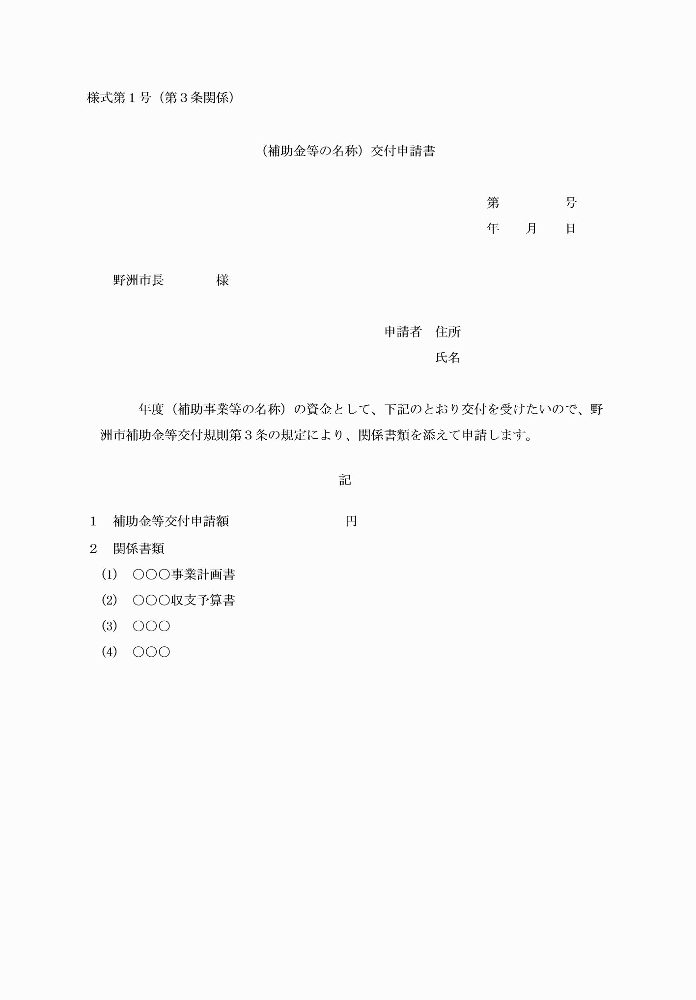 様式第１号（第３条関係）
（補助金等の名称）交付申請書
第　　　　　号
年　　月　　日
野洲市長　　　　様
申請者　住所
氏名
年度（補助事業等の名称）の資金として、下記のとおり交付を受けたいので、野
洲市補助金等交付規則第３条の規定により、関係書類を添えて申請します。
記
１　補助金等交付申請額　　　　　　　　　円
２　関係書類
(1)　○○○事業計画書
(2)　○○○収支予算書
(3)　○○○
(4)　○○○